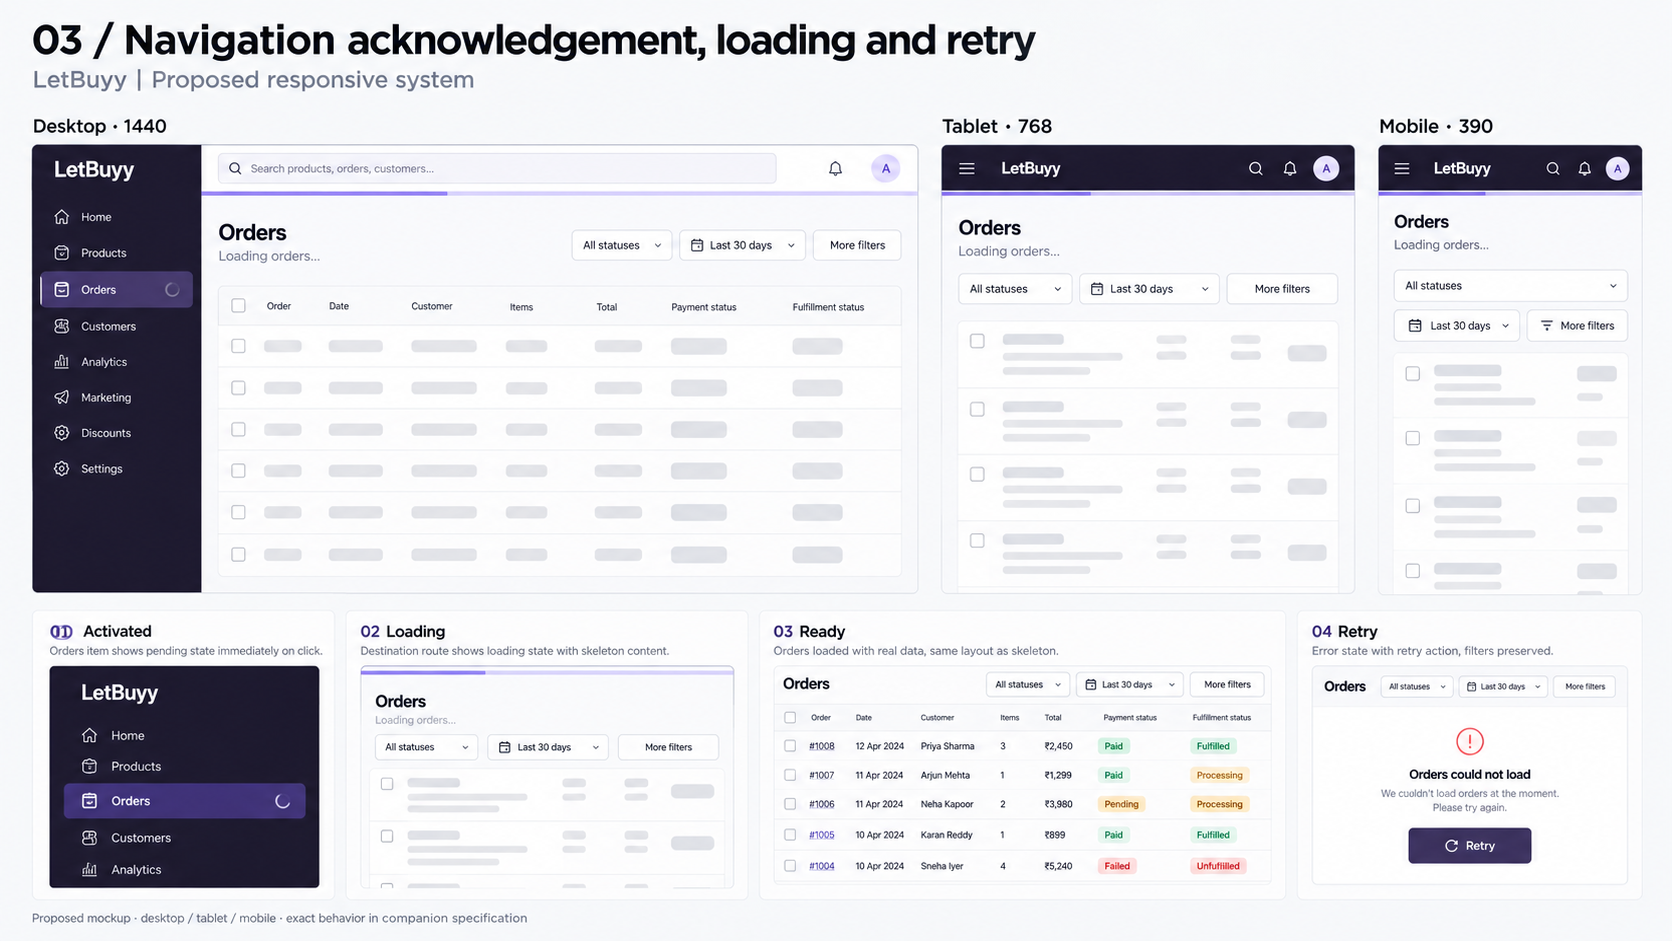 03 / Navigation acknowledgement, loading and retry
LetBuyy | Proposed responsive system
Desktop • 1440
LetBuyy
Search products, orders, customers...
A
Home
Products
Orders
Customers
Analytics
Marketing
Discounts
Settings
Orders
Loading orders...
All statuses
Last 30 days
More filters
Order Date Customer Items Total Payment status Fulfillment status
Tablet • 768
LetBuyy
A
Orders
Loading orders...
All statuses
Last 30 days
More filters
Mobile • 390
LetBuyy
A
Orders
Loading orders...
All statuses
Last 30 days
More filters
Activated
Orders item shows pending state immediately on click.
LetBuyy
Home
Products
Orders
Customers
Analytics
02 Loading
Destination route shows loading state with skeleton content.
Orders
Loading orders...
All statuses
Last 30 days
More filters
03 Ready
Orders loaded with real data, same layout as skeleton.
Orders
All statuses
Last 30 days
More filters
Order Date Customer Items Total Payment status Fulfillment status
#1008 12 Apr 2024 Priya Sharma 3 ₹2,450 Paid Fulfilled
#1007 11 Apr 2024 Arjun Mehta 1 ₹1,299 Paid Processing
#1006 11 Apr 2024 Neha Kapoor 2 ₹3,980 Pending Processing
#1005 10 Apr 2024 Karan Reddy 1 ₹899 Paid Fulfilled
#1004 10 Apr 2024 Sneha Iyer 4 ₹5,240 Failed Unfulfilled
04 Retry
Error state with retry action, filters preserved.
Orders
All statuses
Last 30 days
More filters
!
Orders could not load
We couldn't load orders at the moment.
Please try again.
Retry
Proposed mockup · desktop / tablet / mobile · exact behavior in companion specification